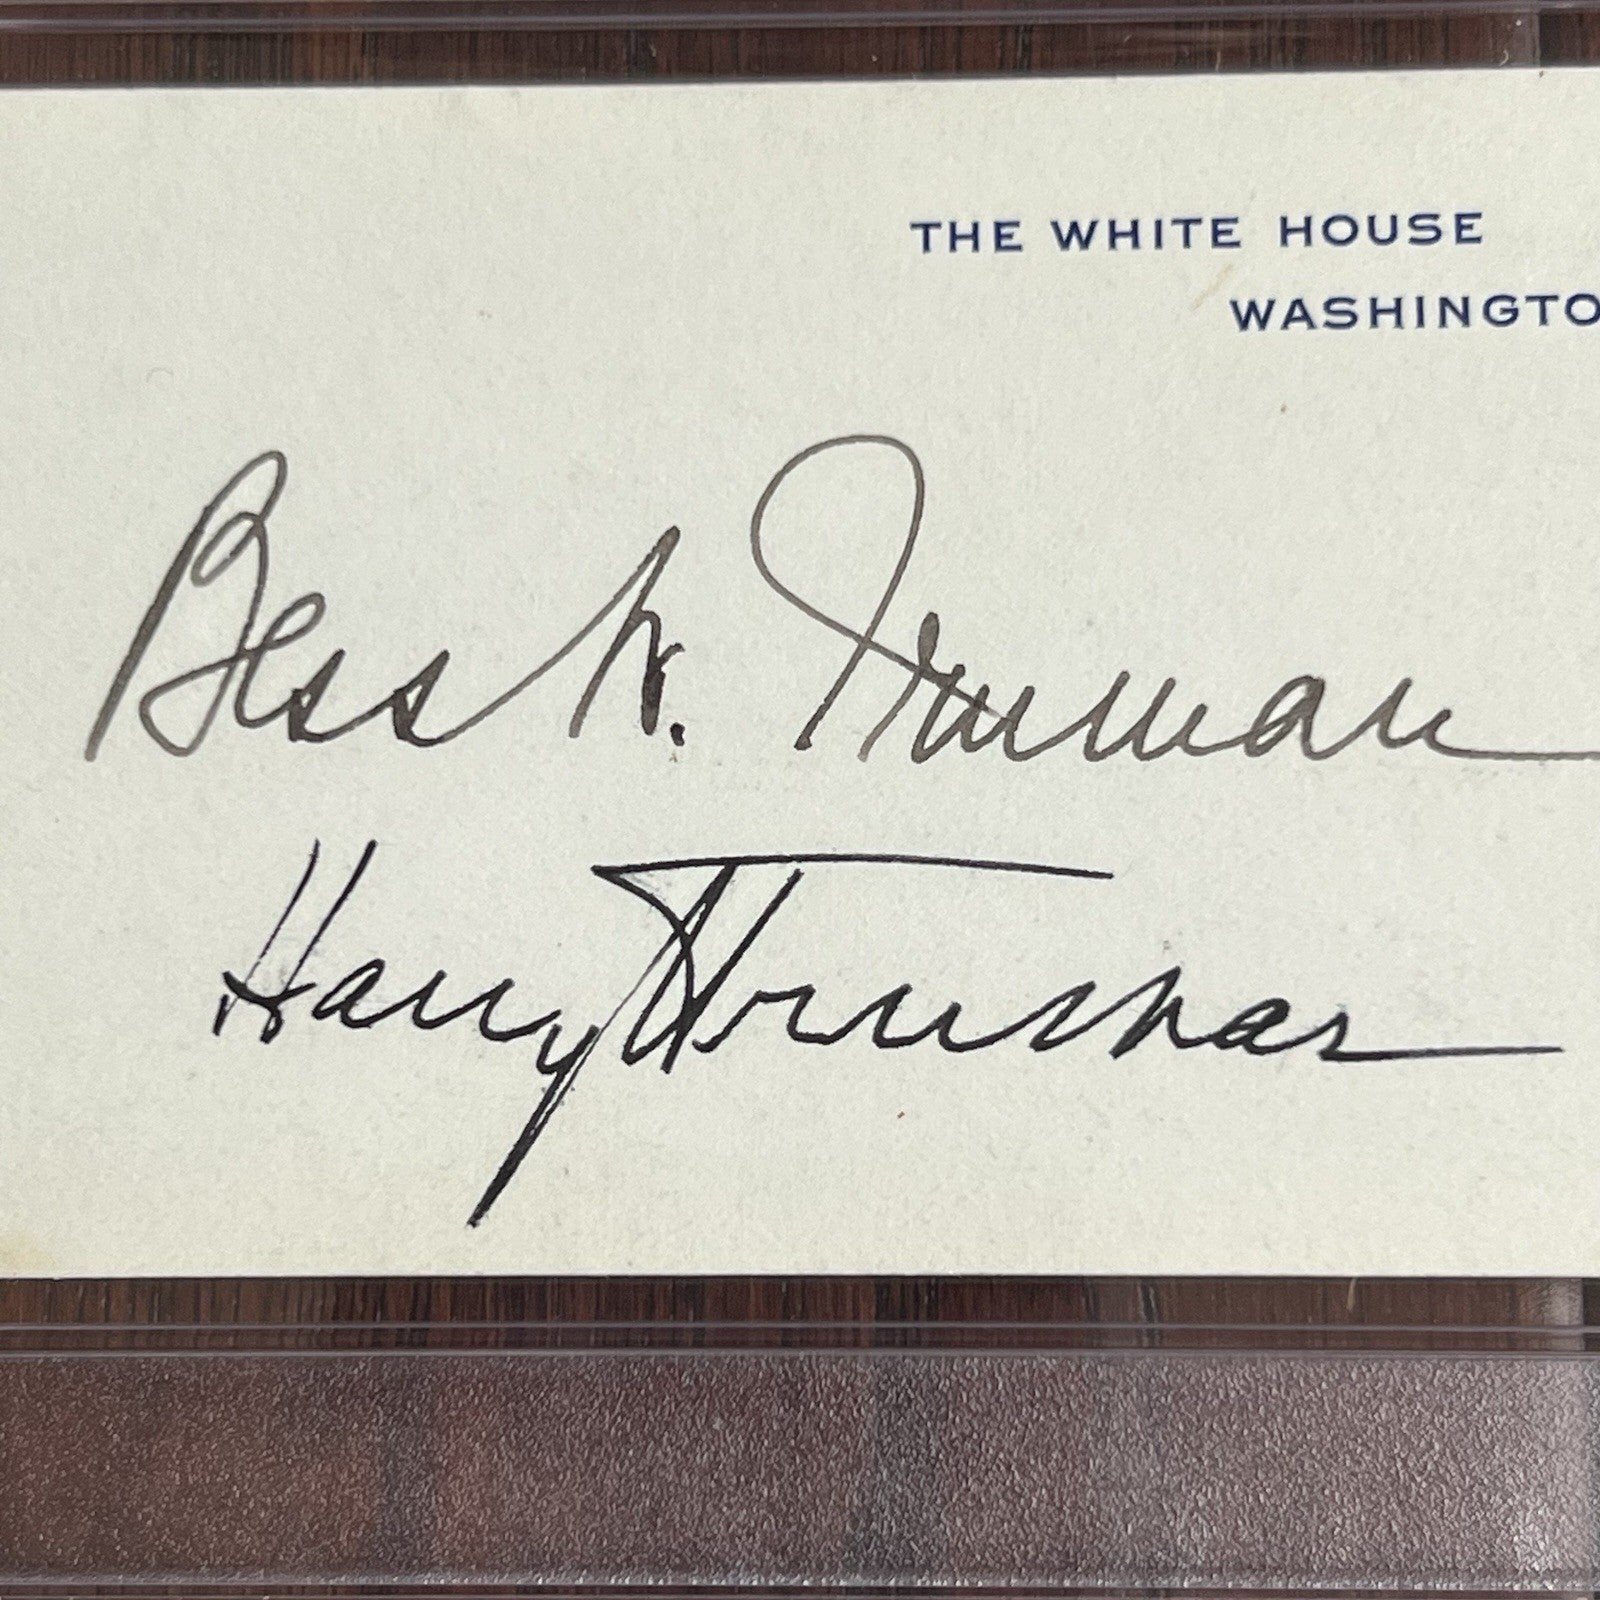 THE WHITE HOUSE
WASHINGTO
Bess W. Truman
Harry Truman